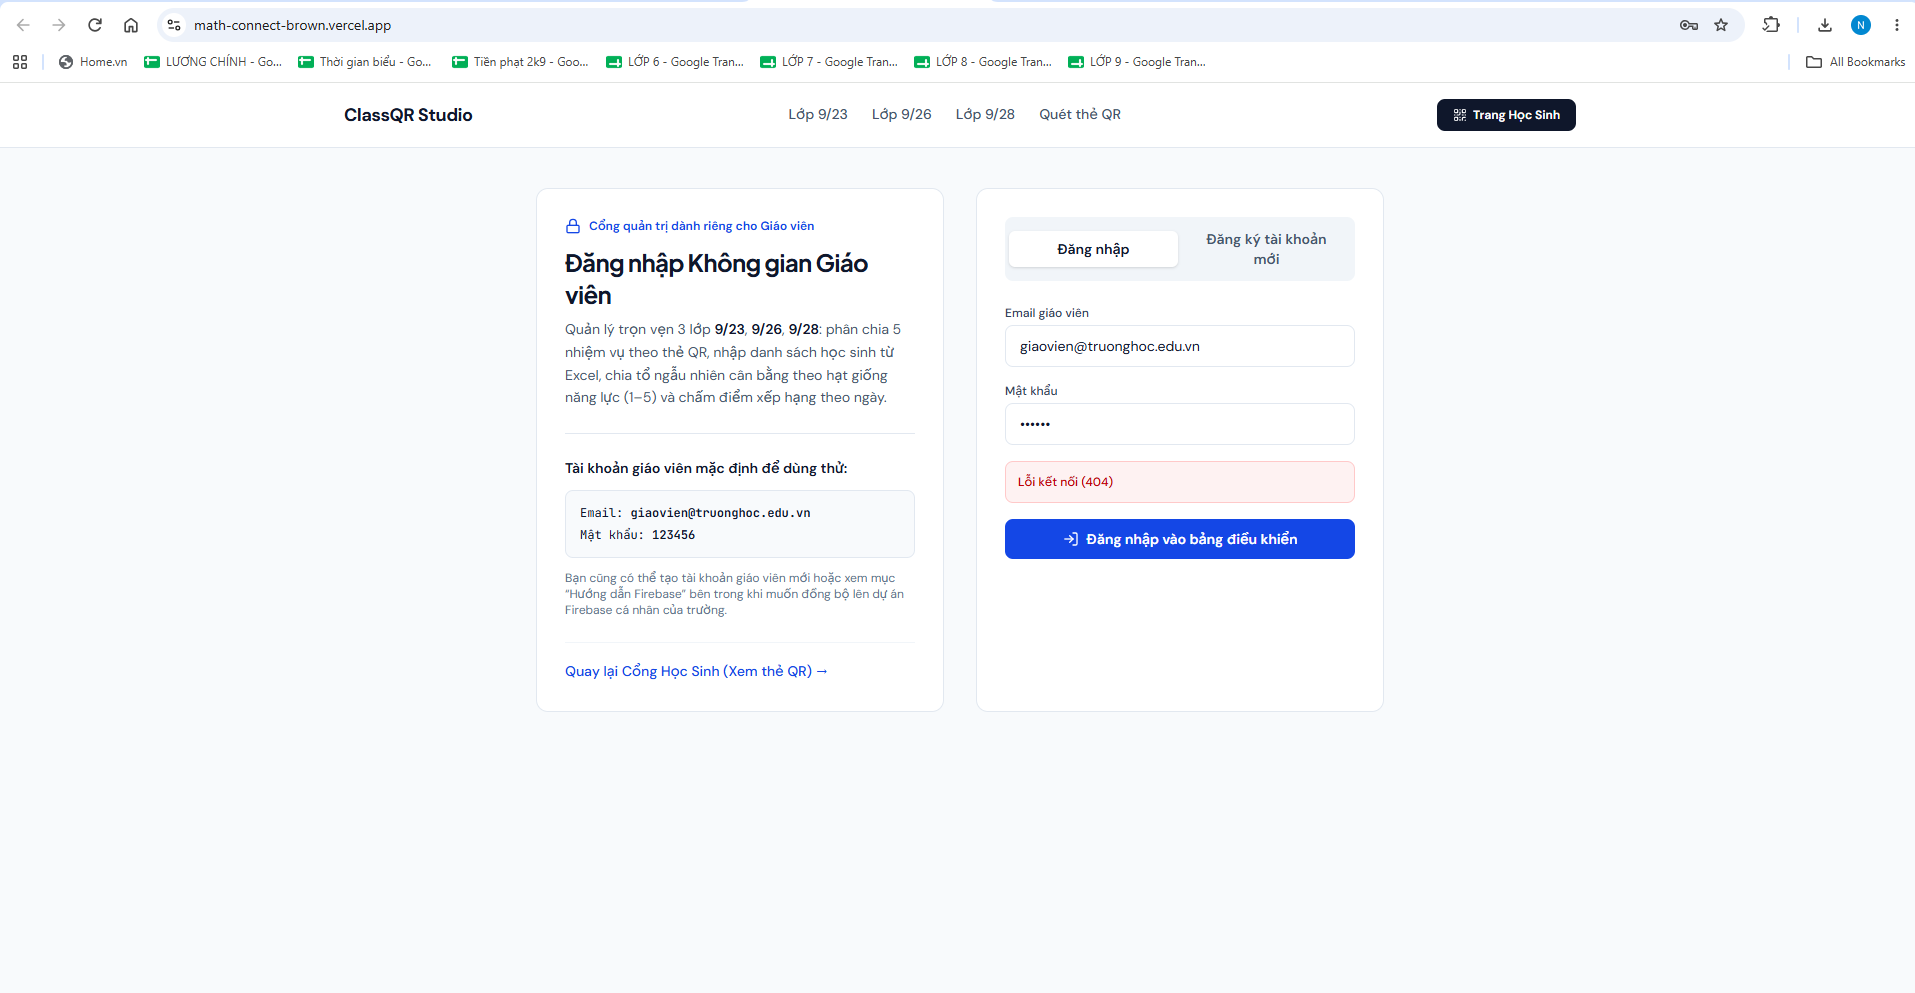 math-connect-brown.vercel.app
N
Home.vn
LƯƠNG CHÍNH - Go...
Thời gian biểu - Go...
Tiền phạt 2k9 - Goo...
LỚP 6 - Google Tran...
LỚP 7 - Google Tran...
LỚP 8 - Google Tran...
LỚP 9 - Google Tran...
All Bookmarks
ClassQR Studio
Lớp 9/23
Lớp 9/26
Lớp 9/28
Quét thẻ QR
Trang Học Sinh
Cổng quản trị dành riêng cho Giáo viên
Đăng nhập Không gian Giáo
viên
Quản lý trọn vẹn 3 lớp 9/23, 9/26, 9/28: phân chia 5
nhiệm vụ theo thẻ QR, nhập danh sách học sinh từ
Excel, chia tổ ngẫu nhiên cân bằng theo hạt giống
năng lực (1–5) và chấm điểm xếp hạng theo ngày.
Tài khoản giáo viên mặc định để dùng thử:
Email: giaovien@truonghoc.edu.vn
Mật khẩu: 123456
Bạn cũng có thể tạo tài khoản giáo viên mới hoặc xem mục
“Hướng dẫn Firebase” bên trong khi muốn đồng bộ lên dự án
Firebase cá nhân của trường.
Quay lại Cổng Học Sinh (Xem thẻ QR) →
Đăng nhập
Đăng ký tài khoản
mới
Email giáo viên
giaovien@truonghoc.edu.vn
Mật khẩu
••••••
Lỗi kết nối (404)
Đăng nhập vào bảng điều khiển